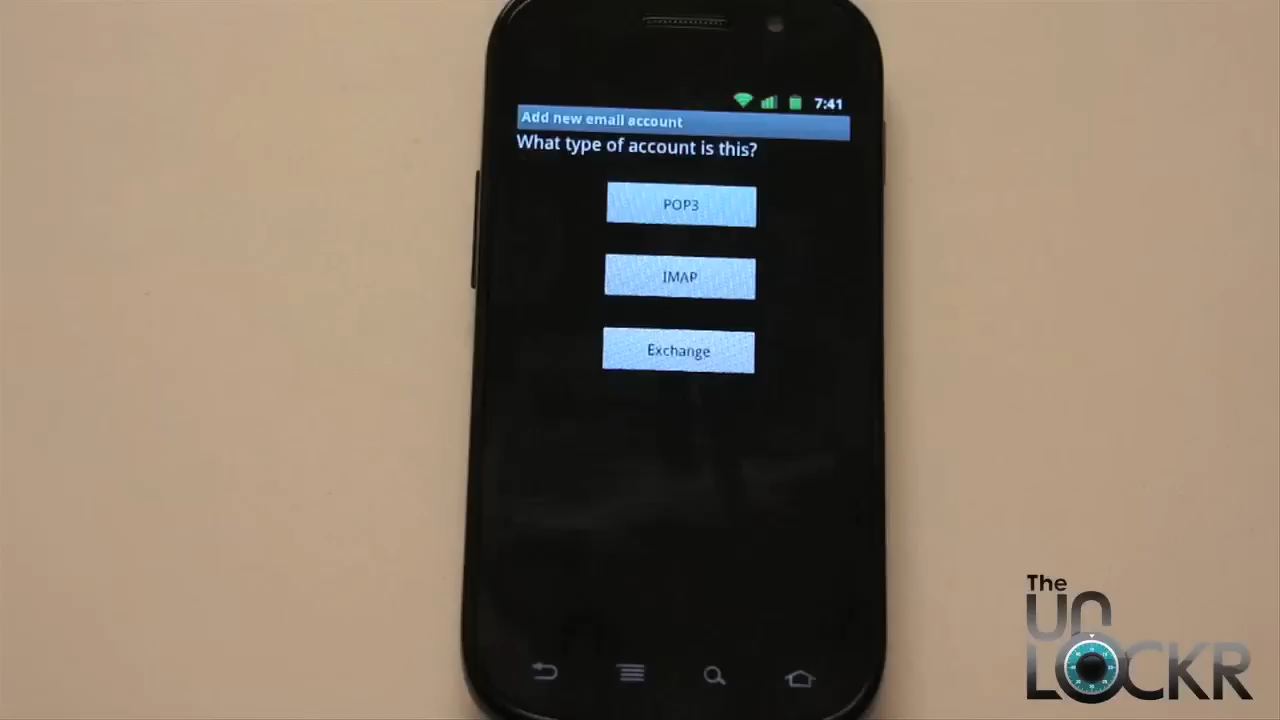 7:41
Add new email account
What type of account is this?
POP3
IMAP
Exchange
The
Un
LOCKR